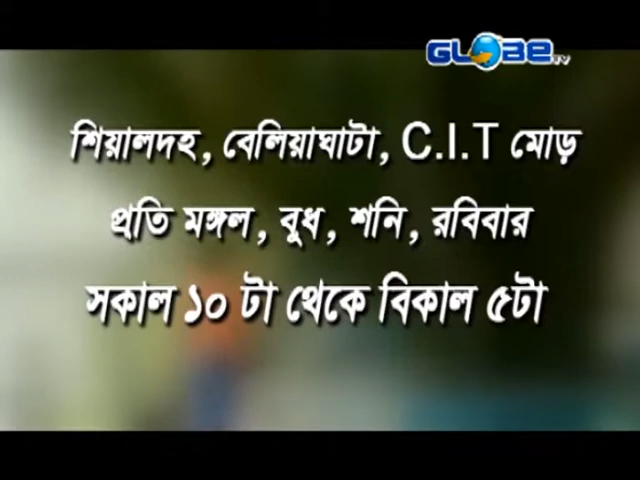 GLOBE TV
শিয়ালদহ, বেলিয়াঘাটা, C.I.T মোড়
প্রতি মঙ্গল, বুধ, শনি, রবিবার
সকাল ১০ টা থেকে বিকাল ৫টা